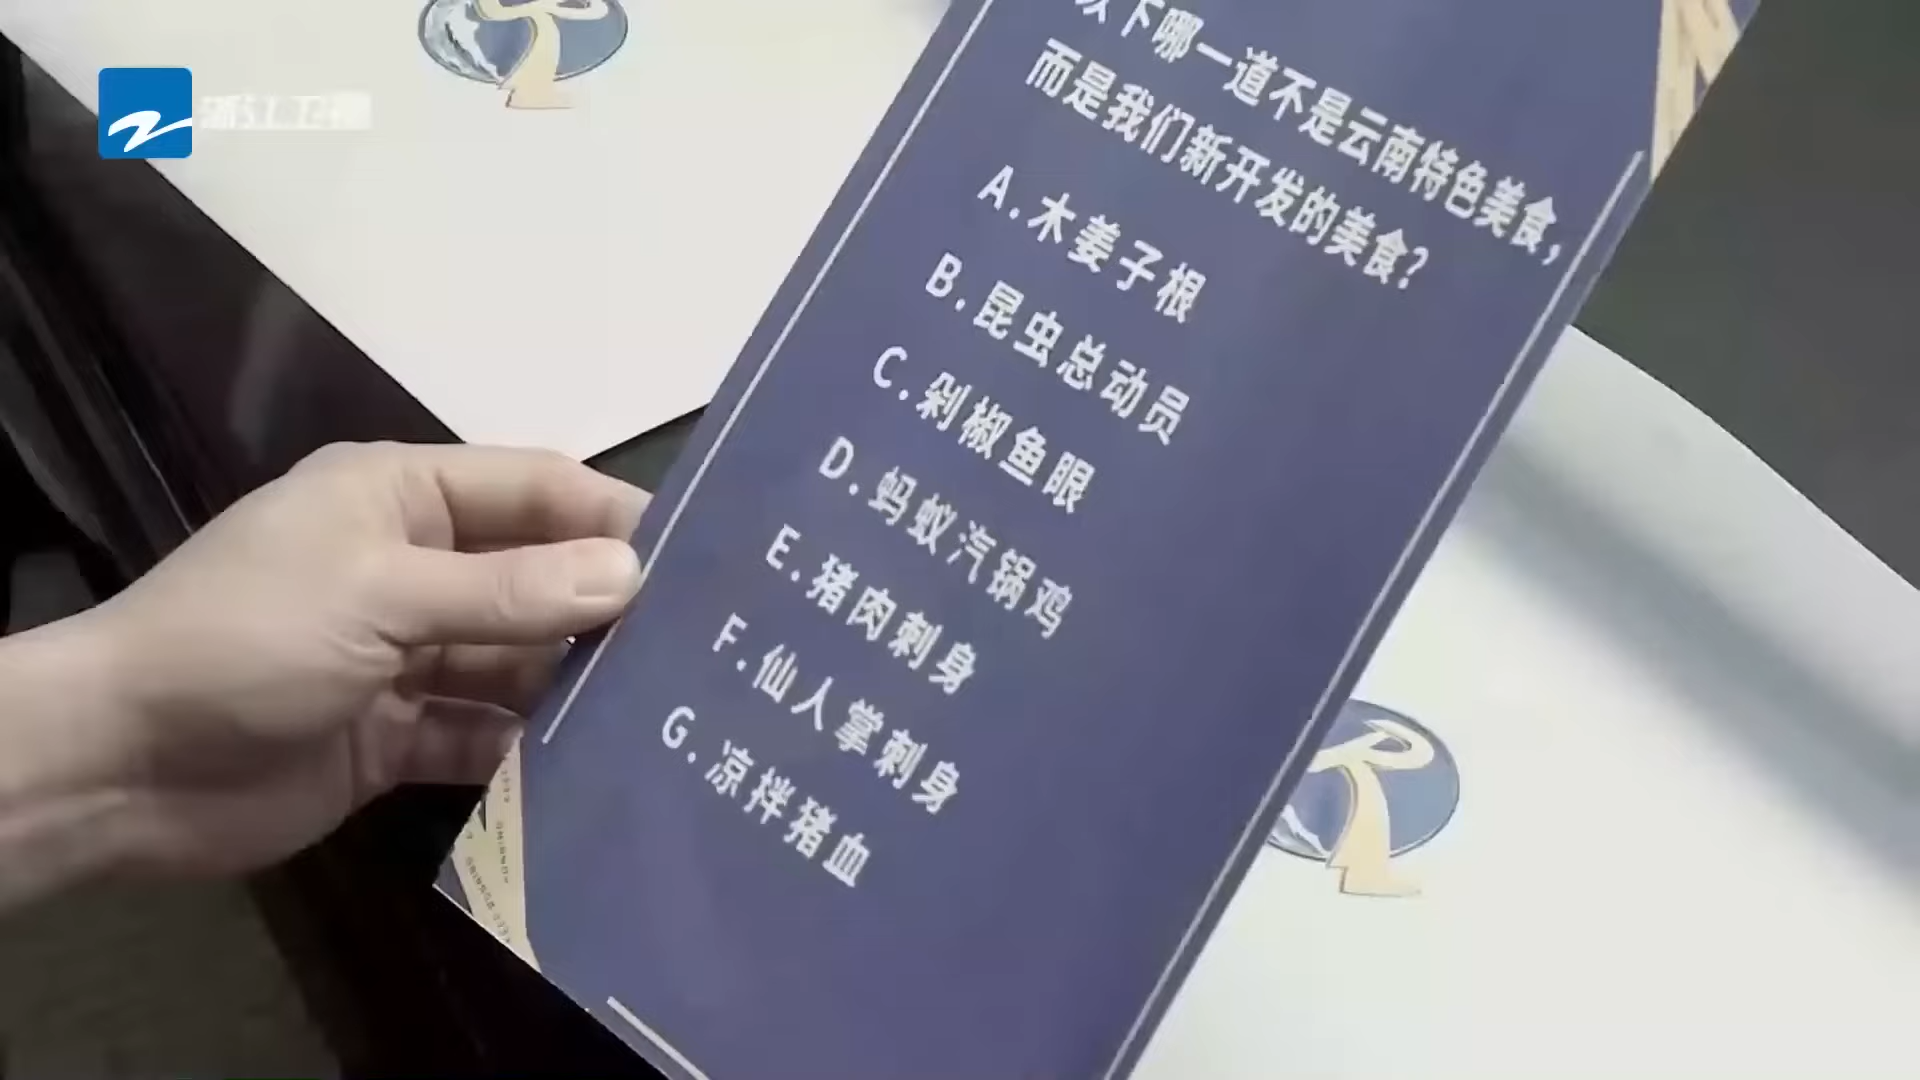 以下哪一道不是云南特色美食，
而是我们新开发的美食？
A.木姜子根
B.昆虫总动员
C.剁椒鱼眼
D.蚂蚁汽锅鸡
E.猪肉刺身
F.仙人掌刺身
G.凉拌猪血